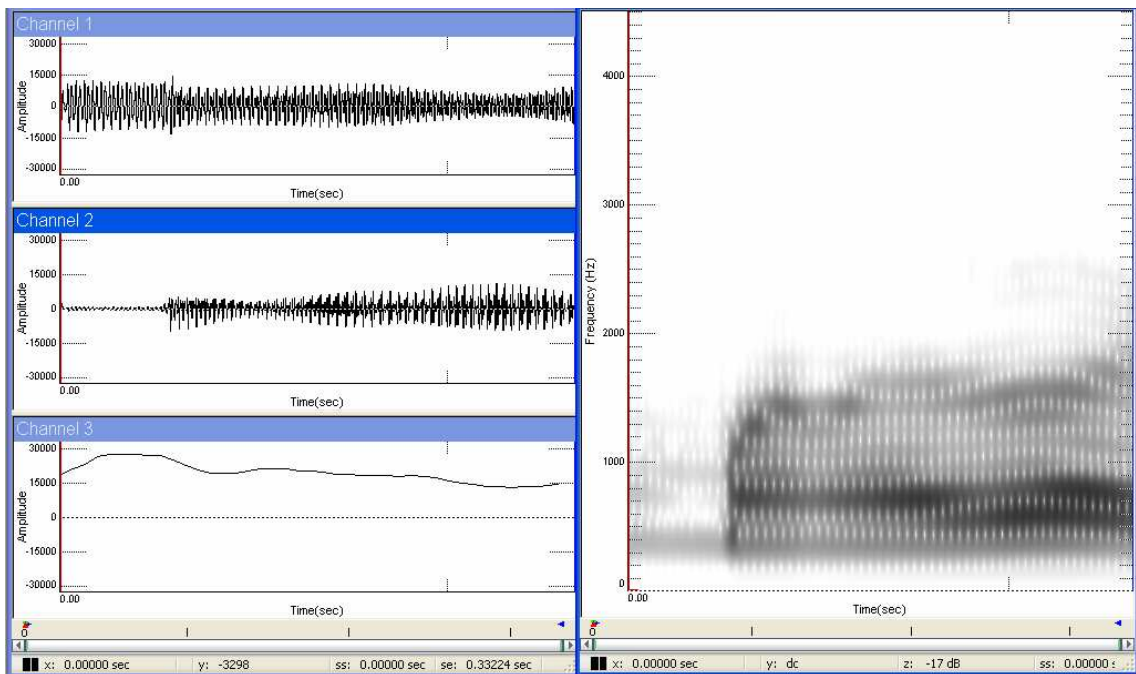 Channel 1
30000
15000
0
-15000
-30000
Amplitude
0.00
Time(sec)
Channel 2
30000
15000
0
-15000
-30000
Amplitude
0.00
Time(sec)
Channel 3
30000
15000
0
-15000
-30000
Amplitude
0.00
Time(sec)
0
x: 0.00000 sec y: -3298 ss: 0.00000 sec se: 0.33224 sec
4000
3000
2000
1000
0
Frequency (Hz)
0.00
Time(sec)
0
x: 0.00000 sec y: dc z: -17 dB ss: 0.00000 s